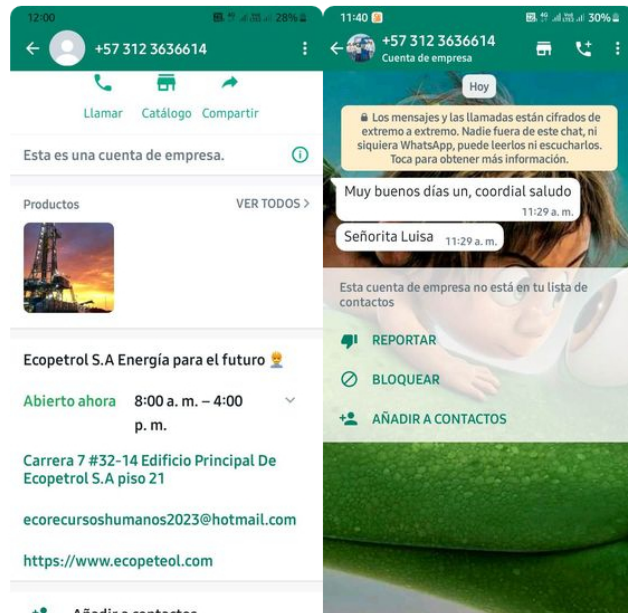 12:00
28%
+57 312 3636614
Llamar Catálogo Compartir
Esta es una cuenta de empresa.
Productos VER TODOS >
Ecopetrol S.A Energía para el futuro
Abierto ahora 8:00 a. m. – 4:00
p. m.
Carrera 7 #32-14 Edificio Principal De
Ecopetrol S.A piso 21
ecorecursoshumanos2023@hotmail.com
https://www.ecopeteol.com
Añadir a contactos
11:40
30%
+57 312 3636614
Cuenta de empresa
Hoy
Los mensajes y las llamadas están cifrados de
extremo a extremo. Nadie fuera de este chat, ni
siquiera WhatsApp, puede leerlos ni escucharlos.
Toca para obtener más información.
Muy buenos días un, coordial saludo
11:29 a. m.
Señorita Luisa 11:29 a. m.
Esta cuenta de empresa no está en tu lista de
contactos
REPORTAR
BLOQUEAR
AÑADIR A CONTACTOS